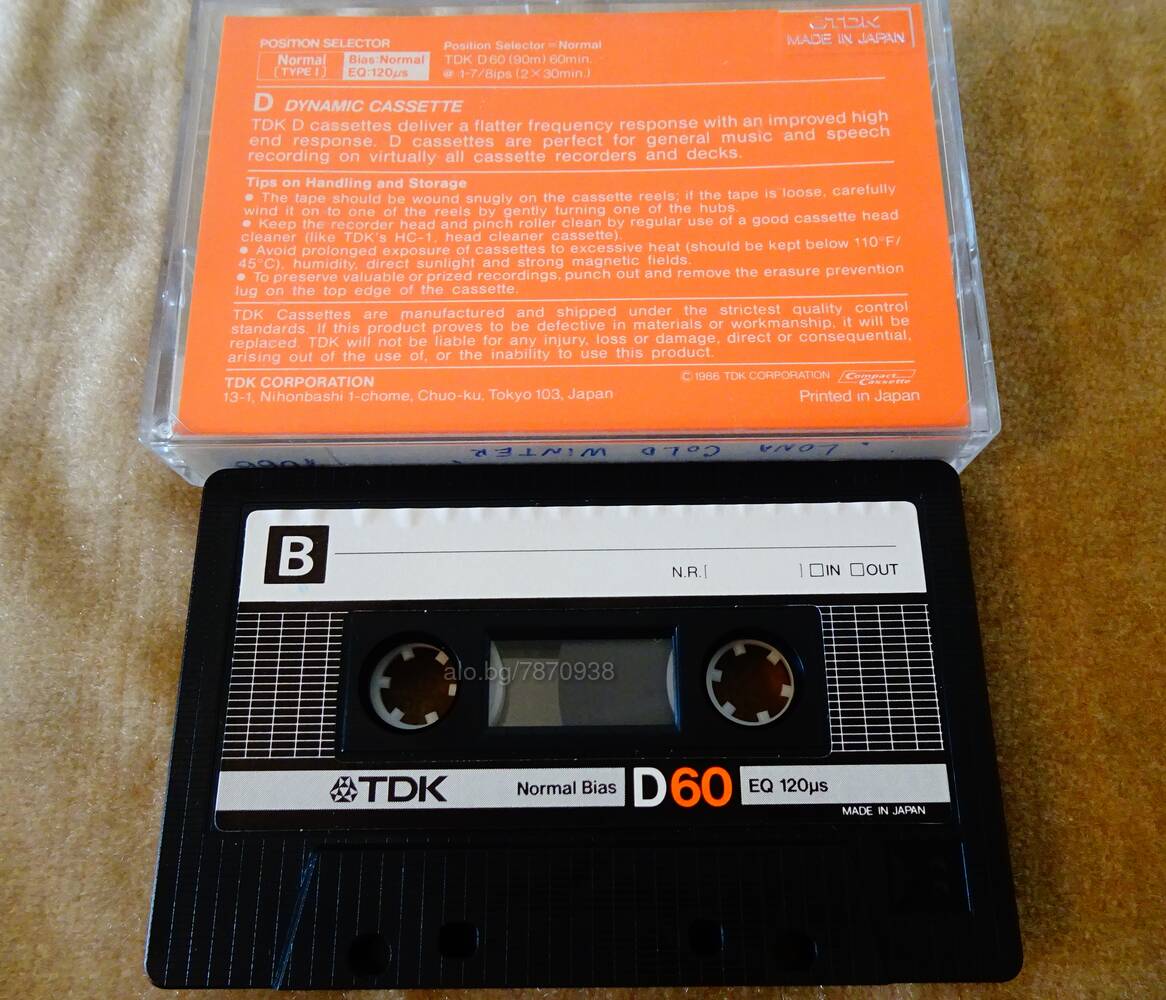 POSITION SELECTOR
Normal
(TYPE I)
Bias:Normal
EQ:120µs
Position Selector=Normal
TDK D60 (90m) 60min.
@ 1-7/8ips (2×30min.)
TDK
MADE IN JAPAN
D DYNAMIC CASSETTE
TDK D cassettes deliver a flatter frequency response with an improved high
end response. D cassettes are perfect for general music and speech
recording on virtually all cassette recorders and decks.
Tips on Handling and Storage
● The tape should be wound snugly on the cassette reels; if the tape is loose, carefully
wind it on to one of the reels by gently turning one of the hubs.
● Keep the recorder head and pinch roller clean by regular use of a good cassette head
cleaner (like TDK's HC-1, head cleaner cassette).
● Avoid prolonged exposure of cassettes to excessive heat (should be kept below 110°F/
45°C), humidity, direct sunlight and strong magnetic fields.
● To preserve valuable or prized recordings, punch out and remove the erasure prevention
lug on the top edge of the cassette.
TDK Cassettes are manufactured and shipped under the strictest quality control
standards. If this product proves to be defective in materials or workmanship, it will be
replaced. TDK will not be liable for any injury, loss or damage, direct or consequential,
arising out of the use of, or the inability to use this product.
TDK CORPORATION
13-1, Nihonbashi 1-chome, Chuo-ku, Tokyo 103, Japan
©1986 TDK CORPORATION
Compact Cassette
Printed in Japan
COLD WINTER
B
N.R.[ ] □IN □OUT
alo.bg/7870938
TDK Normal Bias D60 EQ 120µs
MADE IN JAPAN